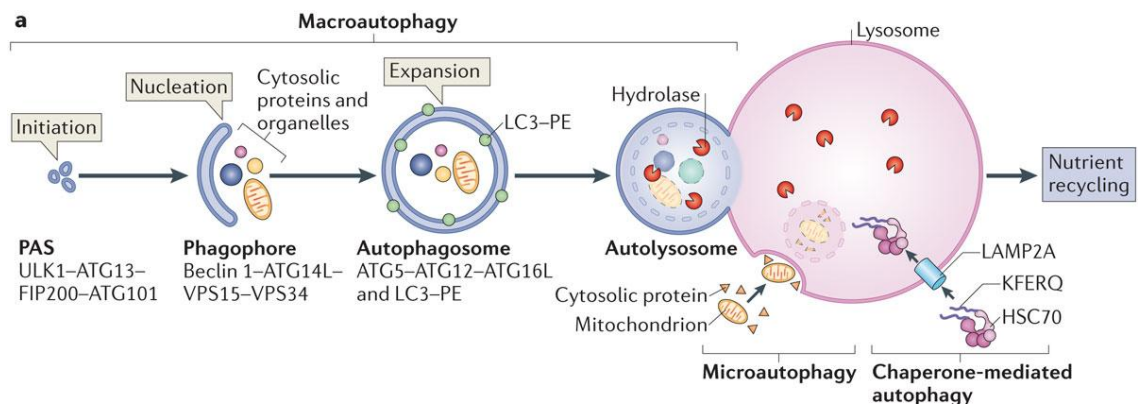 a
Macroautophagy
Lysosome
Initiation
Nucleation
Cytosolic
proteins and
organelles
Expansion
LC3–PE
Hydrolase
Nutrient
recycling
PAS
ULK1–ATG13–
FIP200–ATG101
Phagophore
Beclin 1–ATG14L–
VPS15–VPS34
Autophagosome
ATG5–ATG12–ATG16L
and LC3–PE
Autolysosome
Cytosolic protein
Mitochondrion
LAMP2A
KFERQ
HSC70
Microautophagy
Chaperone-mediated
autophagy